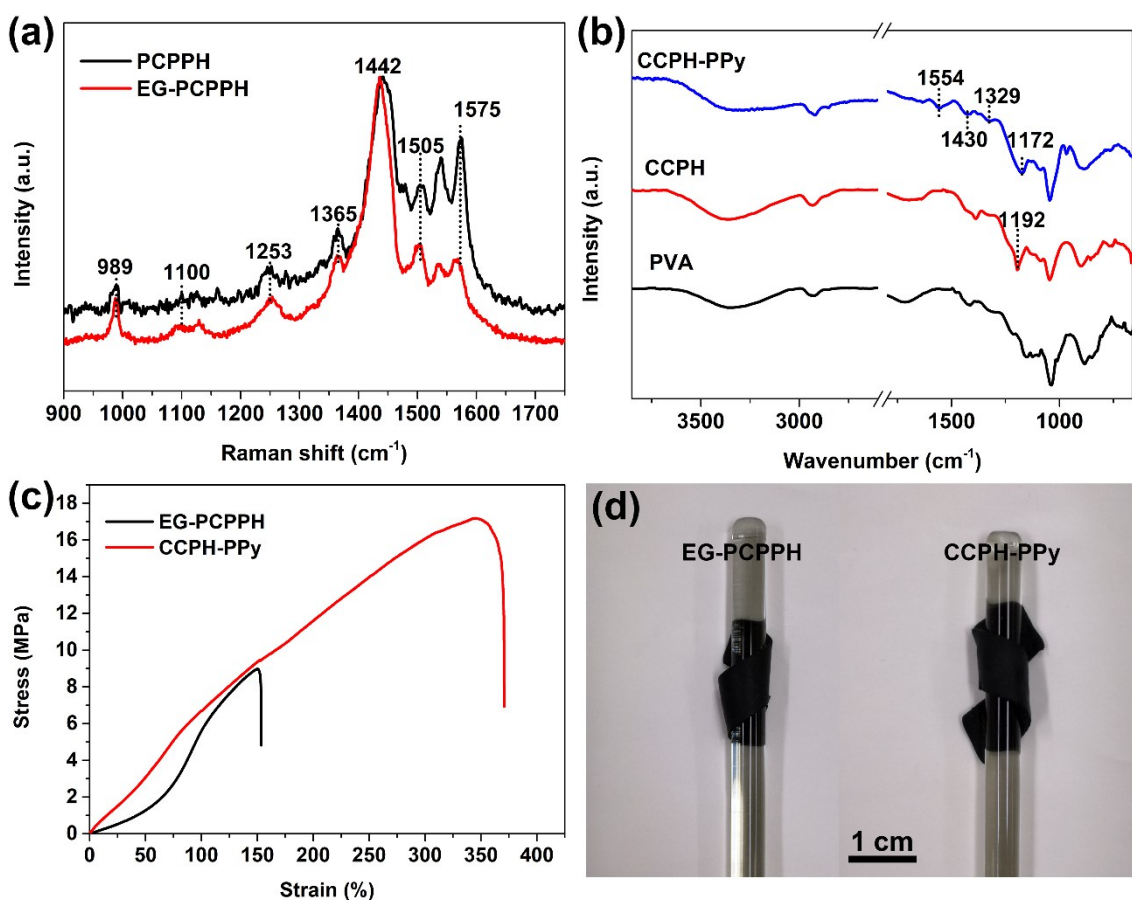 (a)
PCPPH
EG-PCPPH
989
1100
1253
1365
1442
1505
1575
Intensity (a.u.)
900 1000 1100 1200 1300 1400 1500 1600 1700
Raman shift (cm⁻¹)
(b)
CCPH-PPy
1554
1430
1329
1172
CCPH
1192
PVA
Intensity (a.u.)
3500 3000 1500 1000
Wavenumber (cm⁻¹)
(c)
EG-PCPPH
CCPH-PPy
Stress (MPa)
18
16
14
12
10
8
6
4
2
0
0 50 100 150 200 250 300 350 400
Strain (%)
(d)
EG-PCPPH
CCPH-PPy
1 cm